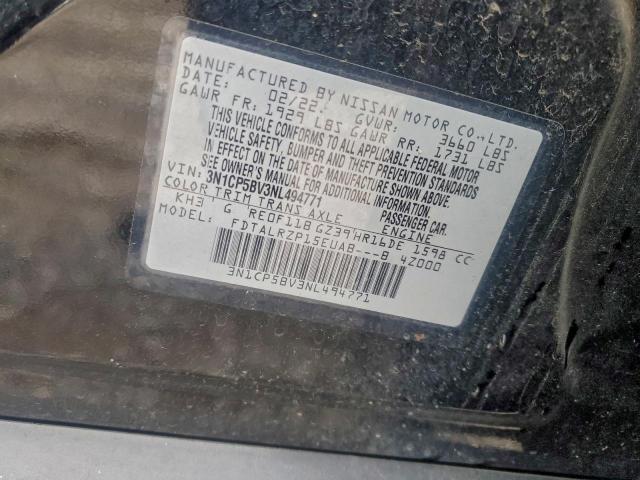 MANUFACTURED BY NISSAN MOTOR CO.,LTD.
DATE: 02/22. GVWR: 3660 LBS
GAWR FR: 1929 LBS GAWR RR: 1731 LBS
THIS VEHICLE CONFORMS TO ALL APPLICABLE FEDERAL MOTOR
VEHICLE SAFETY, BUMPER AND THEFT PREVENTION STANDARDS
IN EFFECT ON THE DATE OF MANUFACTURE SHOWN ABOVE.
SEE OWNER'S MANUAL FOR ADDITIONAL INFORMATION.
VIN: 3N1CP5BV3NL494771 PASSENGER CAR
COLOR TRIM TRANS AXLE ENGINE
KH3 G RE0F11B GZ39 HR16DE 1598 CC
MODEL: FDTALRZP15EUAB---B 4Z000
3N1CP5BV3NL494771